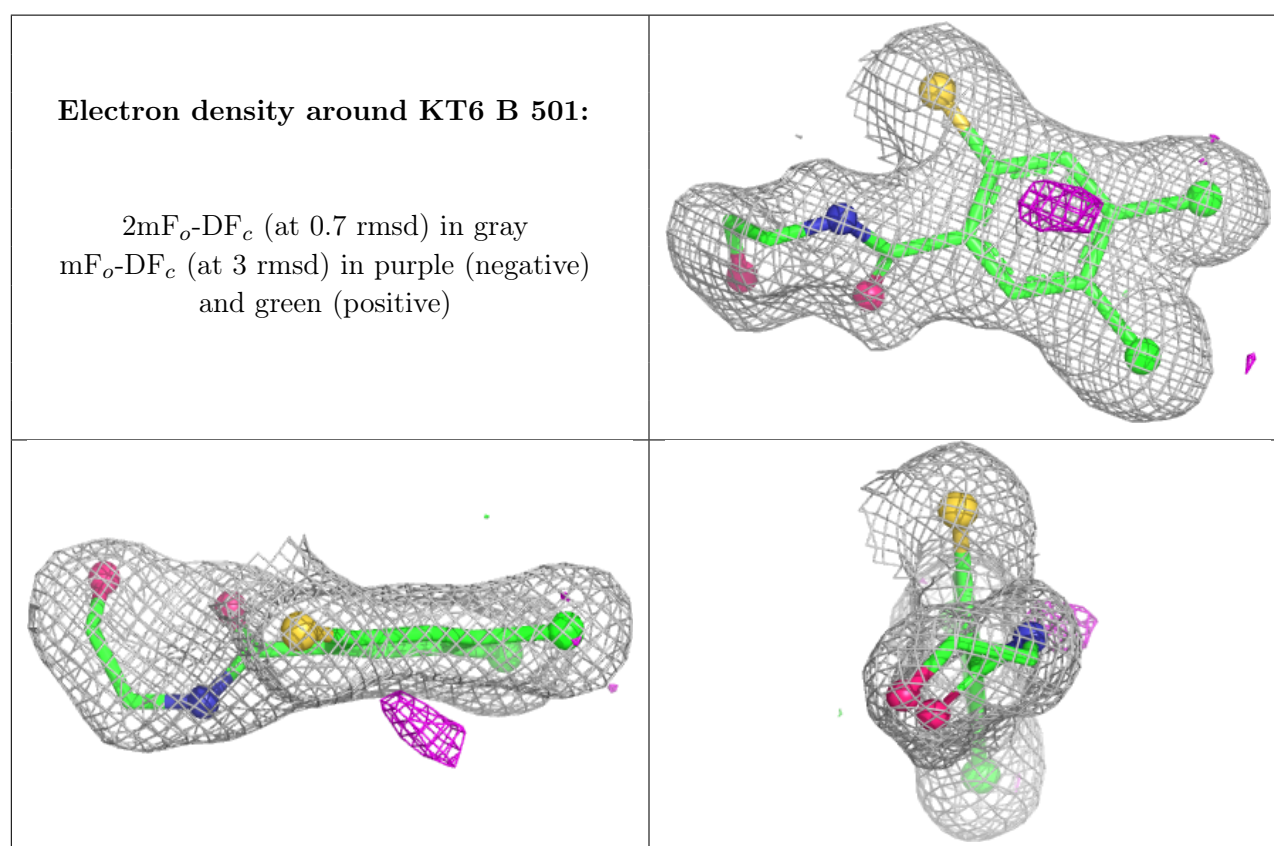 Electron density around KT6 B 501:
2mFo-DFc (at 0.7 rmsd) in gray
mFo-DFc (at 3 rmsd) in purple (negative)
and green (positive)